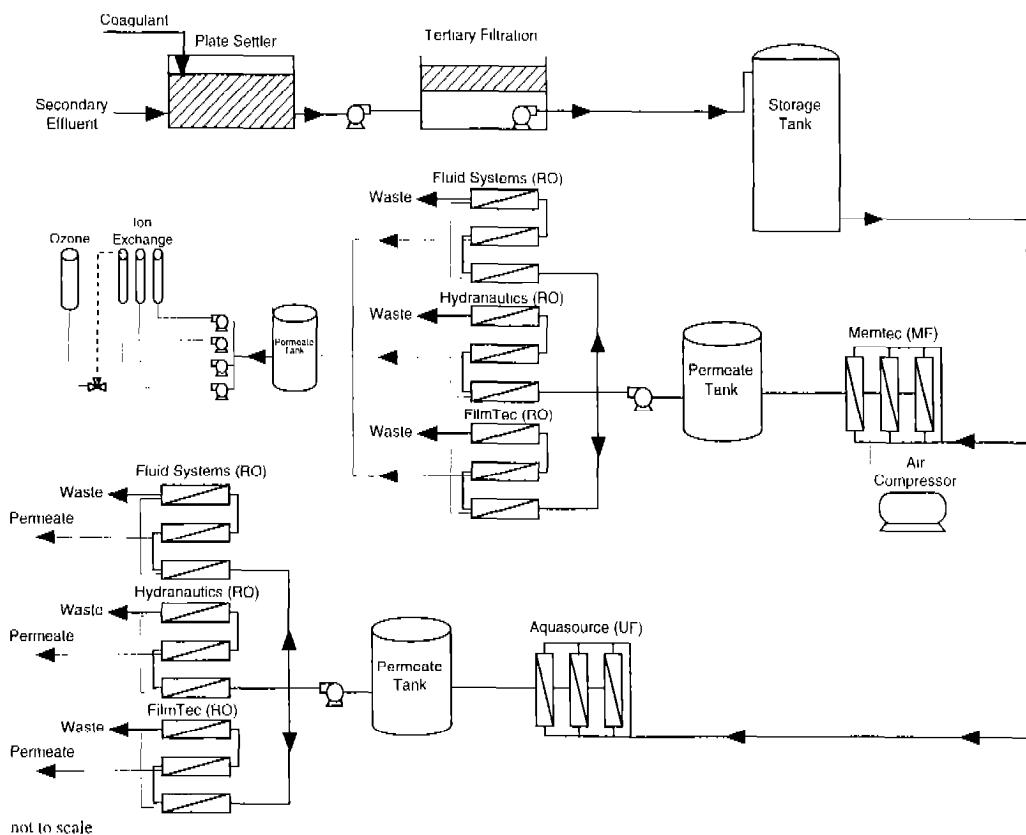 Coagulant
Plate Settler
Tertiary Filtration
Secondary
Effluent
Storage
Tank
Fluid Systems (RO)
Waste
Ion
Exchange
Ozone
Hydranautics (RO)
Waste
Permeate
Tank
Memtec (MF)
Permeate
Tank
FilmTec (RO)
Waste
Air
Compressor
Fluid Systems (RO)
Waste
Permeate
Hydranautics (RO)
Waste
Permeate
Aquasource (UF)
Permeate
Tank
FilmTec (RO)
Waste
Permeate
not to scale